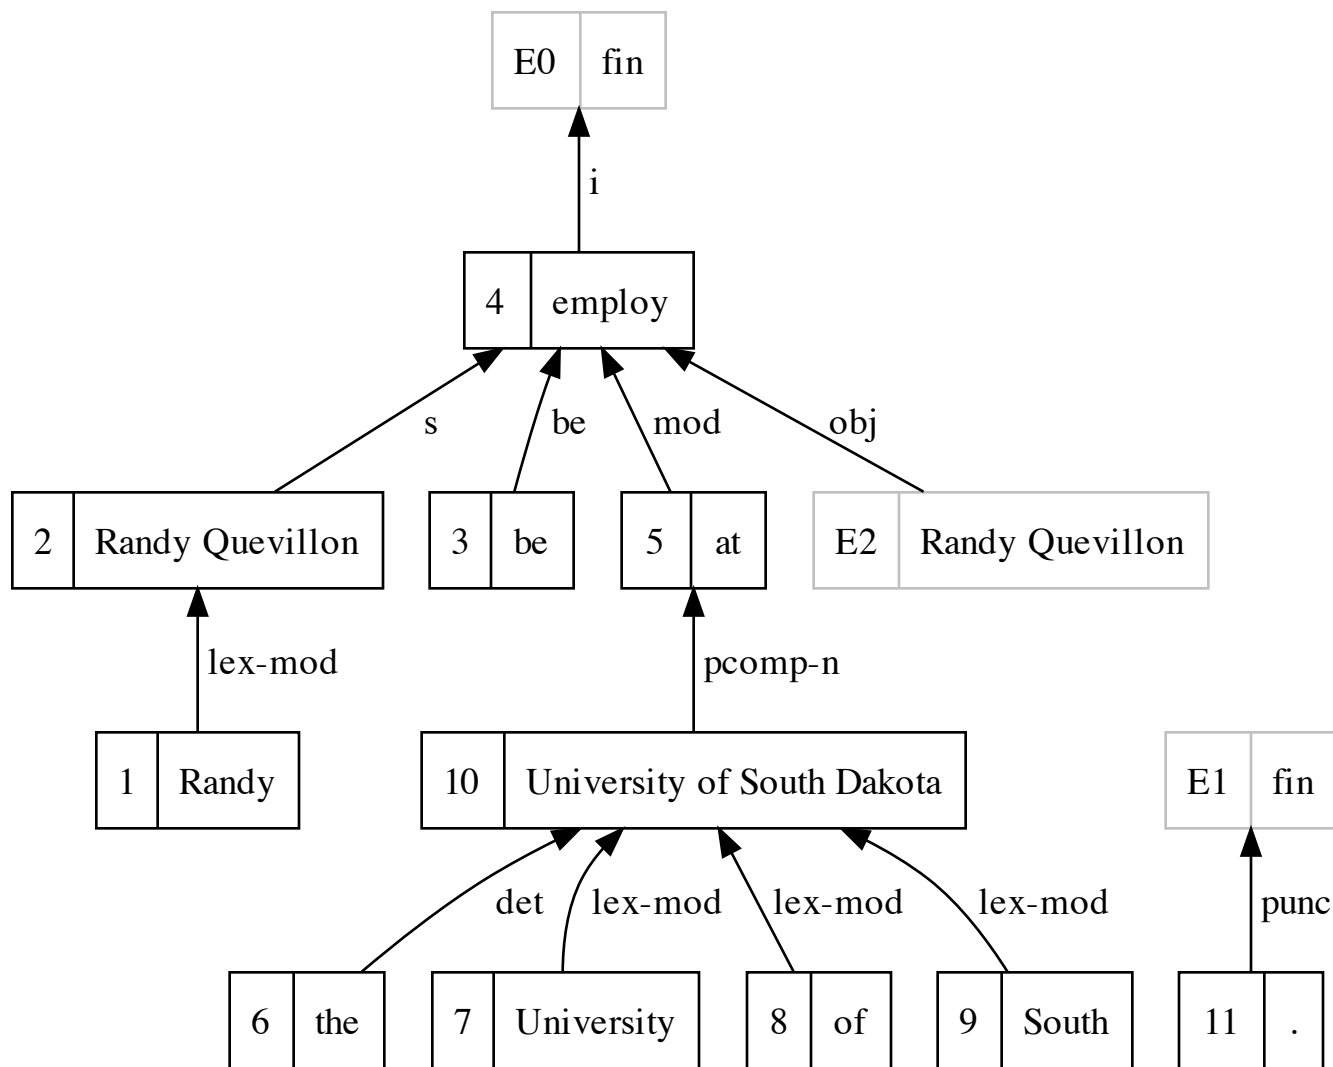 E0 fin
i
4 employ
s be mod obj
2 Randy Quevillon 3 be 5 at E2 Randy Quevillon
lex-mod pcomp-n
1 Randy 10 University of South Dakota E1 fin
det lex-mod lex-mod lex-mod punc
6 the 7 University 8 of 9 South 11 .